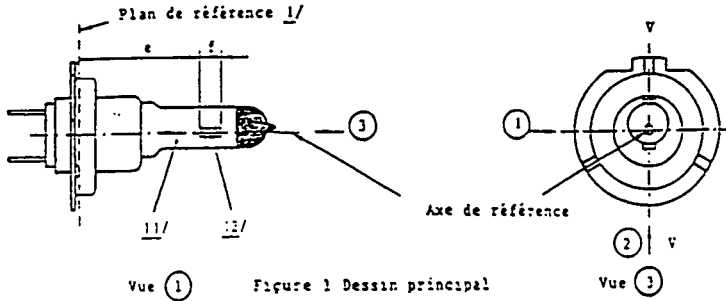 Plan de référence 1/
e
f
V
3
1
Axe de référence
11/
12/
2
V
Vue 1
Figure 1 Dessin principal
Vue 3